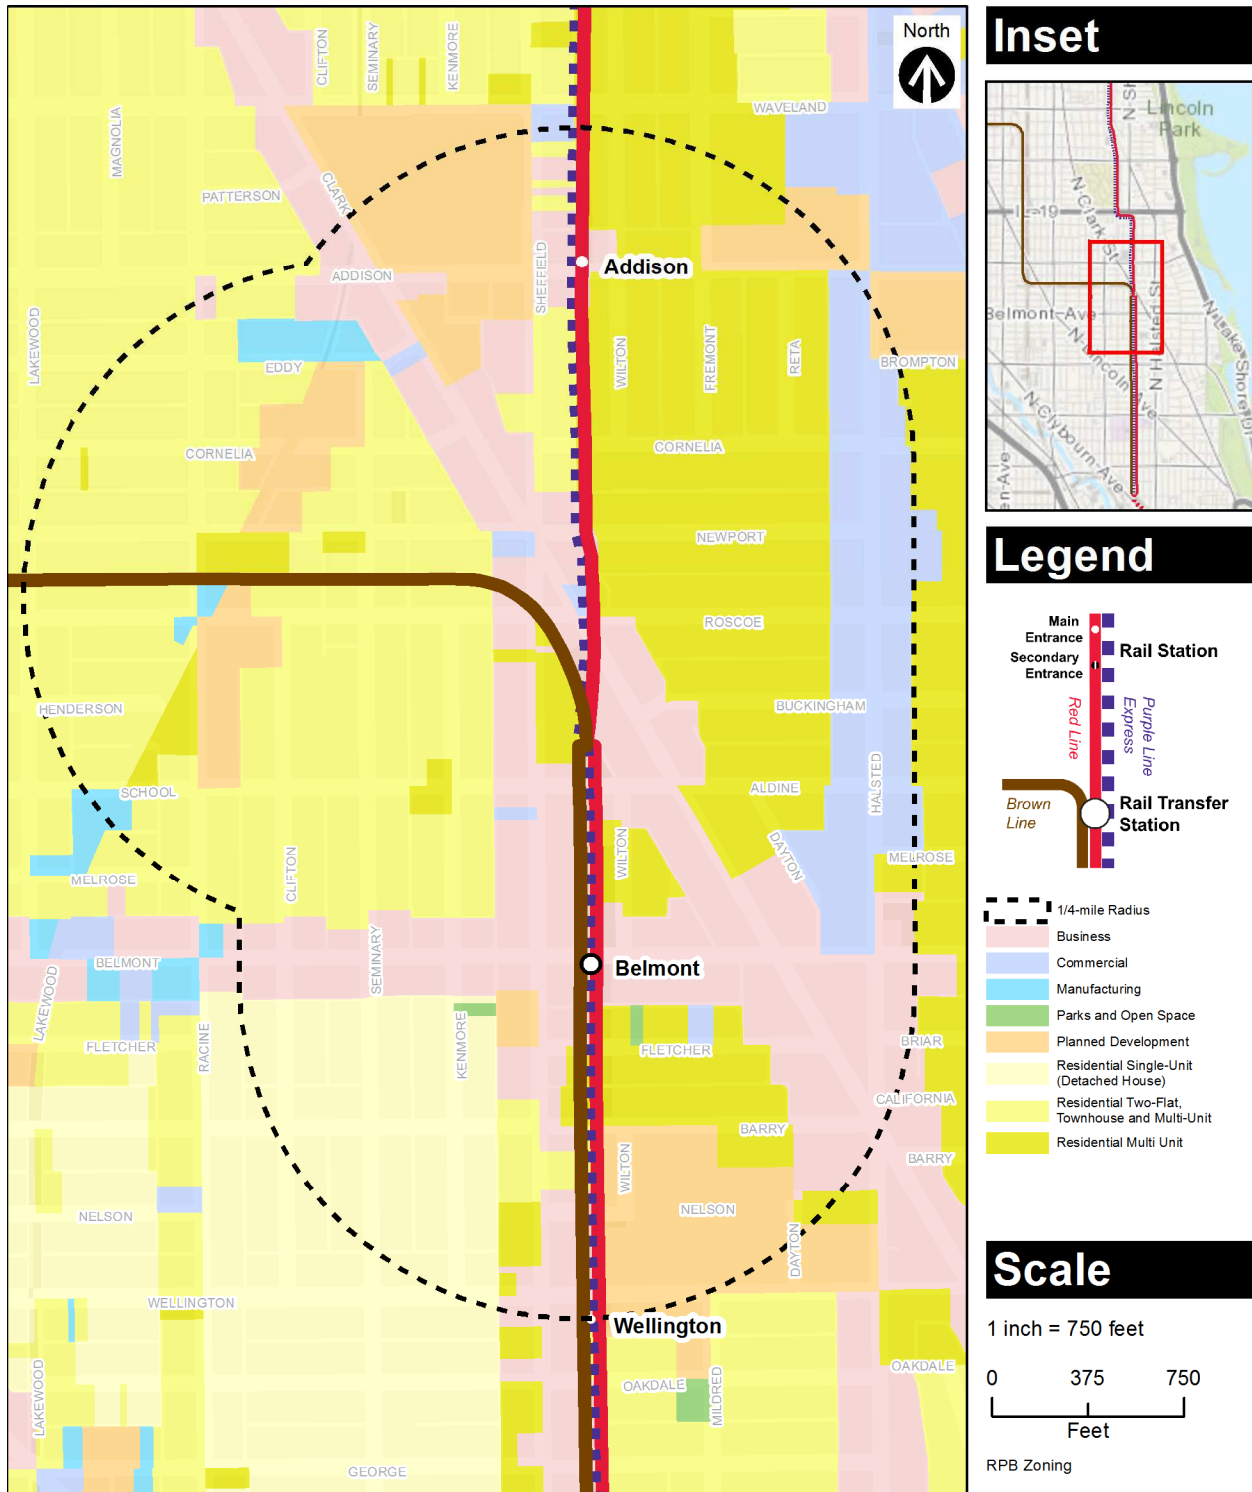 North
CLIFTON
SEMINARY
KENMORE
MAGNOLIA
WAVELAND
PATTERSON
CLARK
ADDISON
SHEFFIELD
Addison
LAKEWOOD
EDDY
WILTON
FREMONT
RETA
BROMPTON
CORNELIA
CORNELIA
NEWPORT
ROSCOE
HENDERSON
BUCKINGHAM
SCHOOL
ALDINE
HALSTED
WILTON
DAYTON
MELROSE
MELROSE
CLIFTON
BELMONT
SEMINARY
Belmont
LAKEWOOD
FLETCHER
RACINE
KENMORE
FLETCHER
BRIAR
CALIFORNIA
BARRY
BARRY
WILTON
NELSON
NELSON
DAYTON
WELLINGTON
Wellington
LAKEWOOD
OAKDALE
MILDRED
OAKDALE
GEORGE
Inset
N-Sh
Lincoln
Park
IL-19
N-Clark-St
Belmont-Ave
N-Halsted-St
N-Lincoln-Ave
N-Lake-Shore-Dr
N-Clybourn-Ave
en-Ave
Legend
Main
Entrance
Secondary
Entrance
Rail Station
Red Line
Purple Line
Express
Brown
Line
Rail Transfer
Station
1/4-mile Radius
Business
Commercial
Manufacturing
Parks and Open Space
Planned Development
Residential Single-Unit
(Detached House)
Residential Two-Flat,
Townhouse and Multi-Unit
Residential Multi Unit
Scale
1 inch = 750 feet
0 375 750
Feet
RPB Zoning